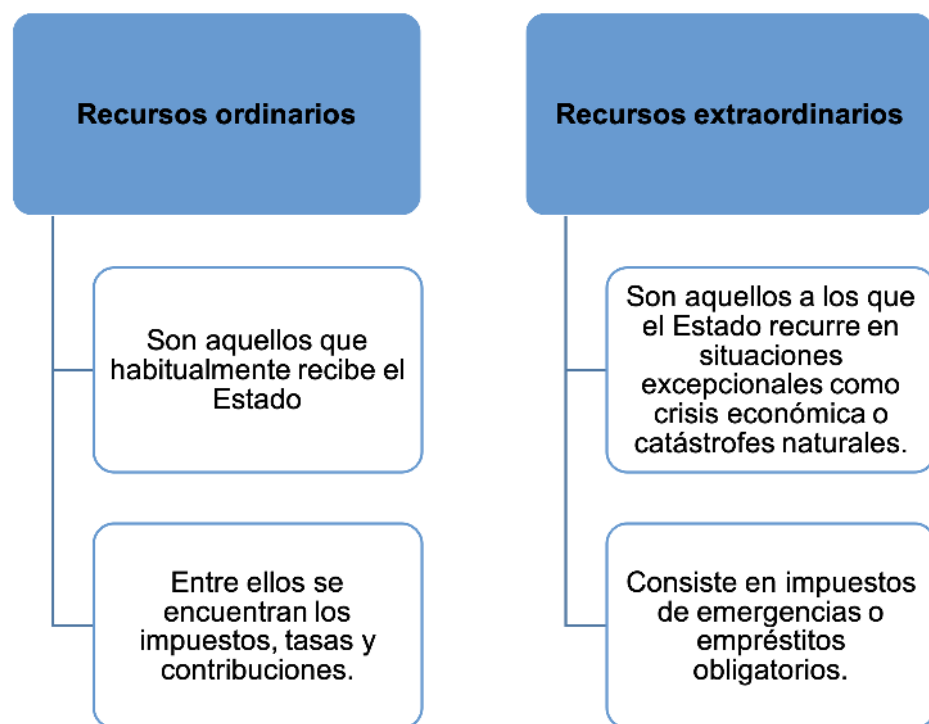 Recursos ordinarios
Son aquellos que
habitualmente recibe el
Estado
Entre ellos se
encuentran los
impuestos, tasas y
contribuciones.
Recursos extraordinarios
Son aquellos a los que
el Estado recurre en
situaciones
excepcionales como
crisis económica o
catástrofes naturales.
Consiste en impuestos
de emergencias o
empréstitos
obligatorios.